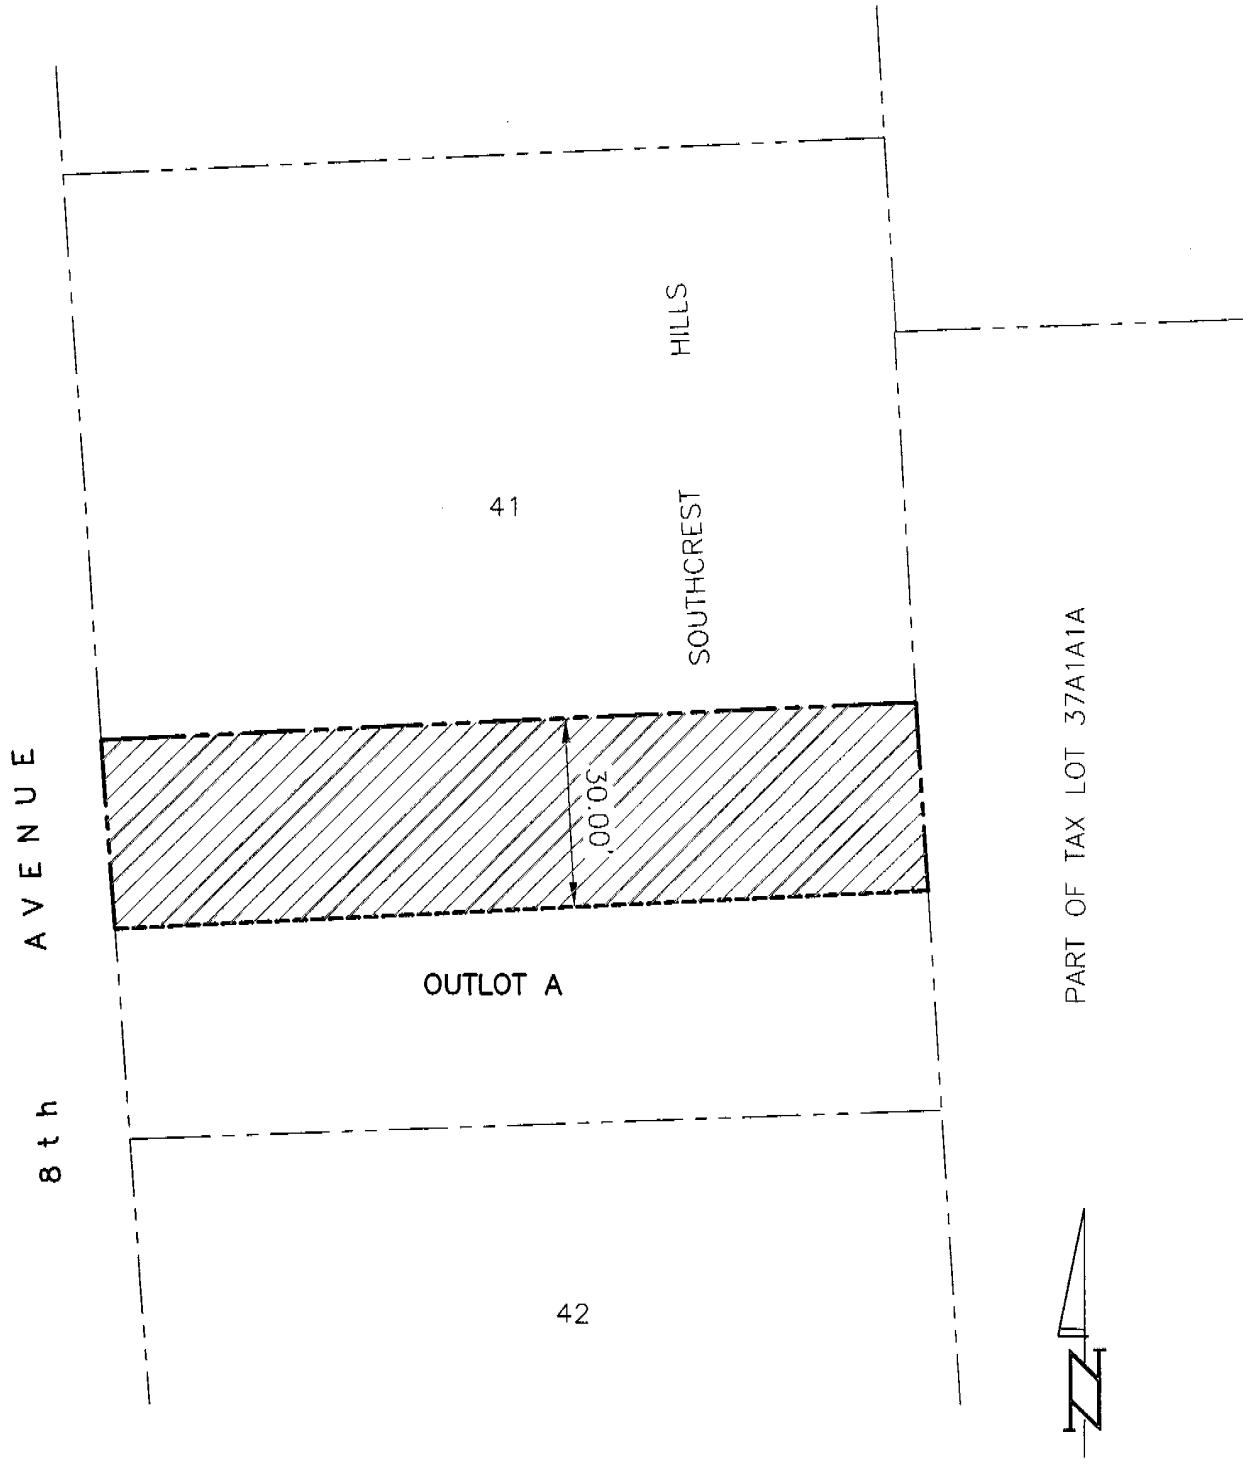 HILLS
41
SOUTHCREST
PART OF TAX LOT 37A1A1A
30.00'
8th AVENUE
OUTLOT A
42
N